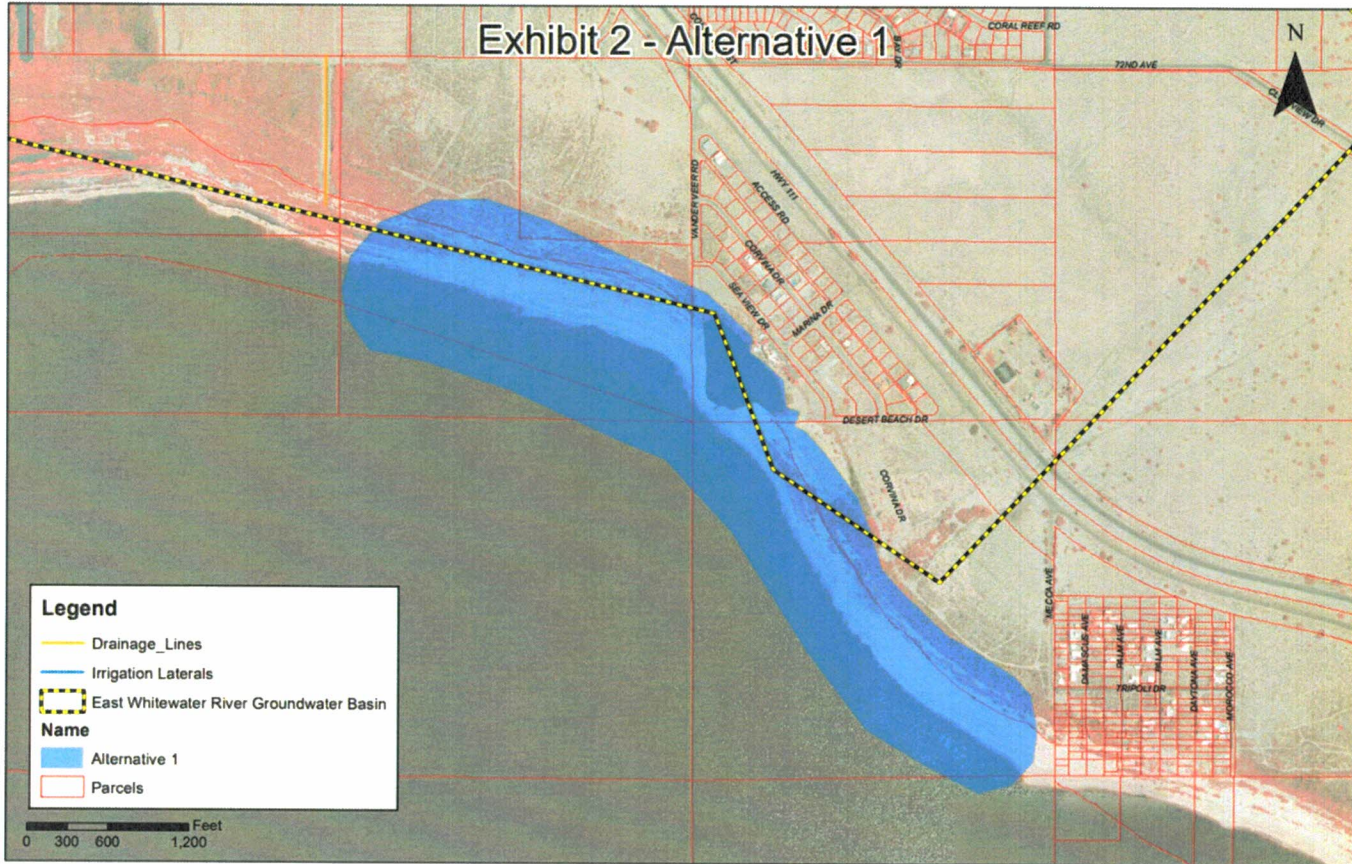 Exhibit 2 - Alternative 1
CORAL REEF RD
BAY DR
72ND AVE
N
VANDER VEER RD
HWY 111
ACCESS RD
CORVINA DR
SEA VIEW DR
MARINA DR
DESERT BEACH DR
CORVINA DR
MECCA AVE
DAMASCUS AVE
PALM AVE
PALM AVE
TRIPOLI DR
DAYTONA AVE
MOROCCO AVE
Legend
Drainage_Lines
Irrigation Laterals
East Whitewater River Groundwater Basin
Name
Alternative 1
Parcels
Feet
0 300 600 1,200